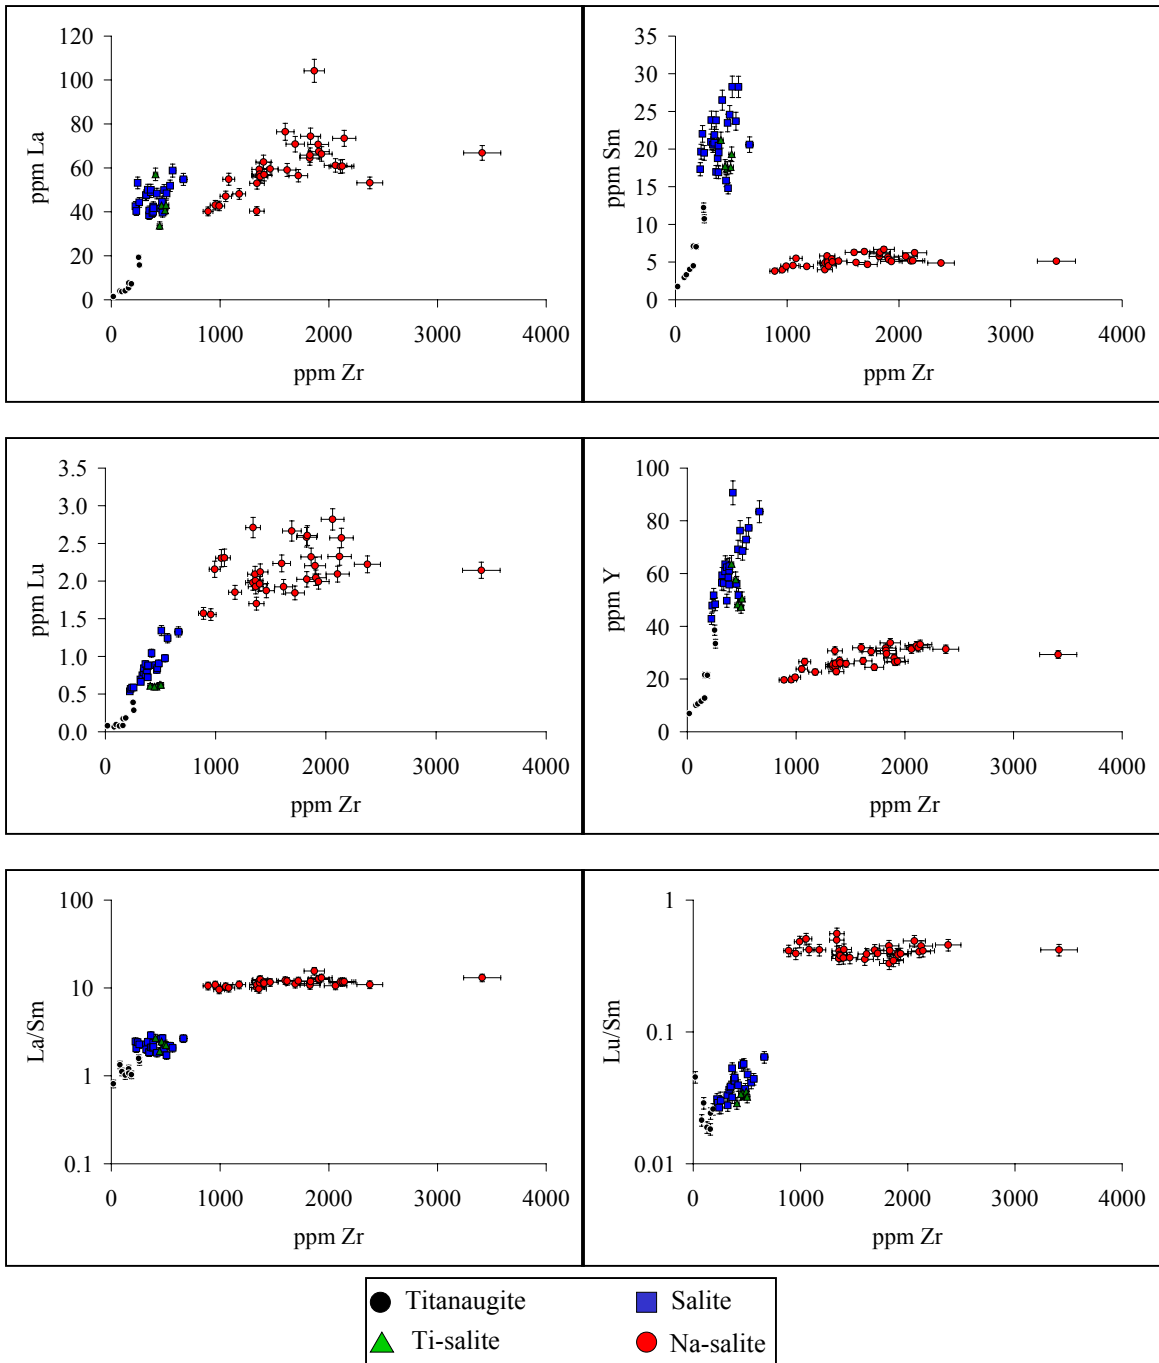 120
100
80
60
40
20
0
ppm La
0 1000 2000 3000 4000
ppm Zr
35
30
25
20
15
10
5
0
ppm Sm
0 1000 2000 3000 4000
ppm Zr
3.5
3.0
2.5
2.0
1.5
1.0
0.5
0.0
ppm Lu
0 1000 2000 3000 4000
ppm Zr
100
80
60
40
20
0
ppm Y
0 1000 2000 3000 4000
ppm Zr
100
10
1
0.1
La/Sm
0 1000 2000 3000 4000
ppm Zr
1
0.1
0.01
Lu/Sm
0 1000 2000 3000 4000
ppm Zr
Titanaugite Salite
Ti-salite Na-salite